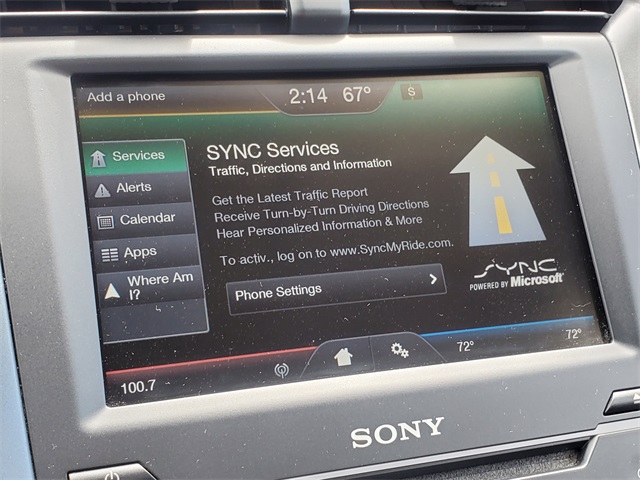 Add a phone
2:14 67° S
Services
Alerts
Calendar
Apps
Where Am
I?
SYNC Services
Traffic, Directions and Information
Get the Latest Traffic Report
Receive Turn-by-Turn Driving Directions
Hear Personalized Information & More
To activ., log on to www.SyncMyRide.com.
Phone Settings
SYNC
POWERED BY Microsoft
100.7
72°
72°
SONY